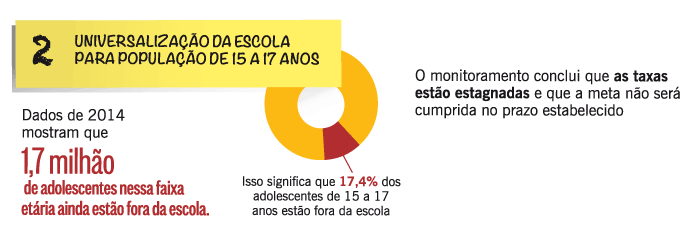 2
UNIVERSALIZAÇÃO DA ESCOLA
PARA POPULAÇÃO DE 15 A 17 ANOS
Dados de 2014
mostram que
1,7 milhão
de adolescentes nessa faixa
etária ainda estão fora da escola.
Isso significa que 17,4% dos
adolescentes de 15 a 17
anos estão fora da escola
O monitoramento conclui que as taxas
estão estagnadas e que a meta não será
cumprida no prazo estabelecido